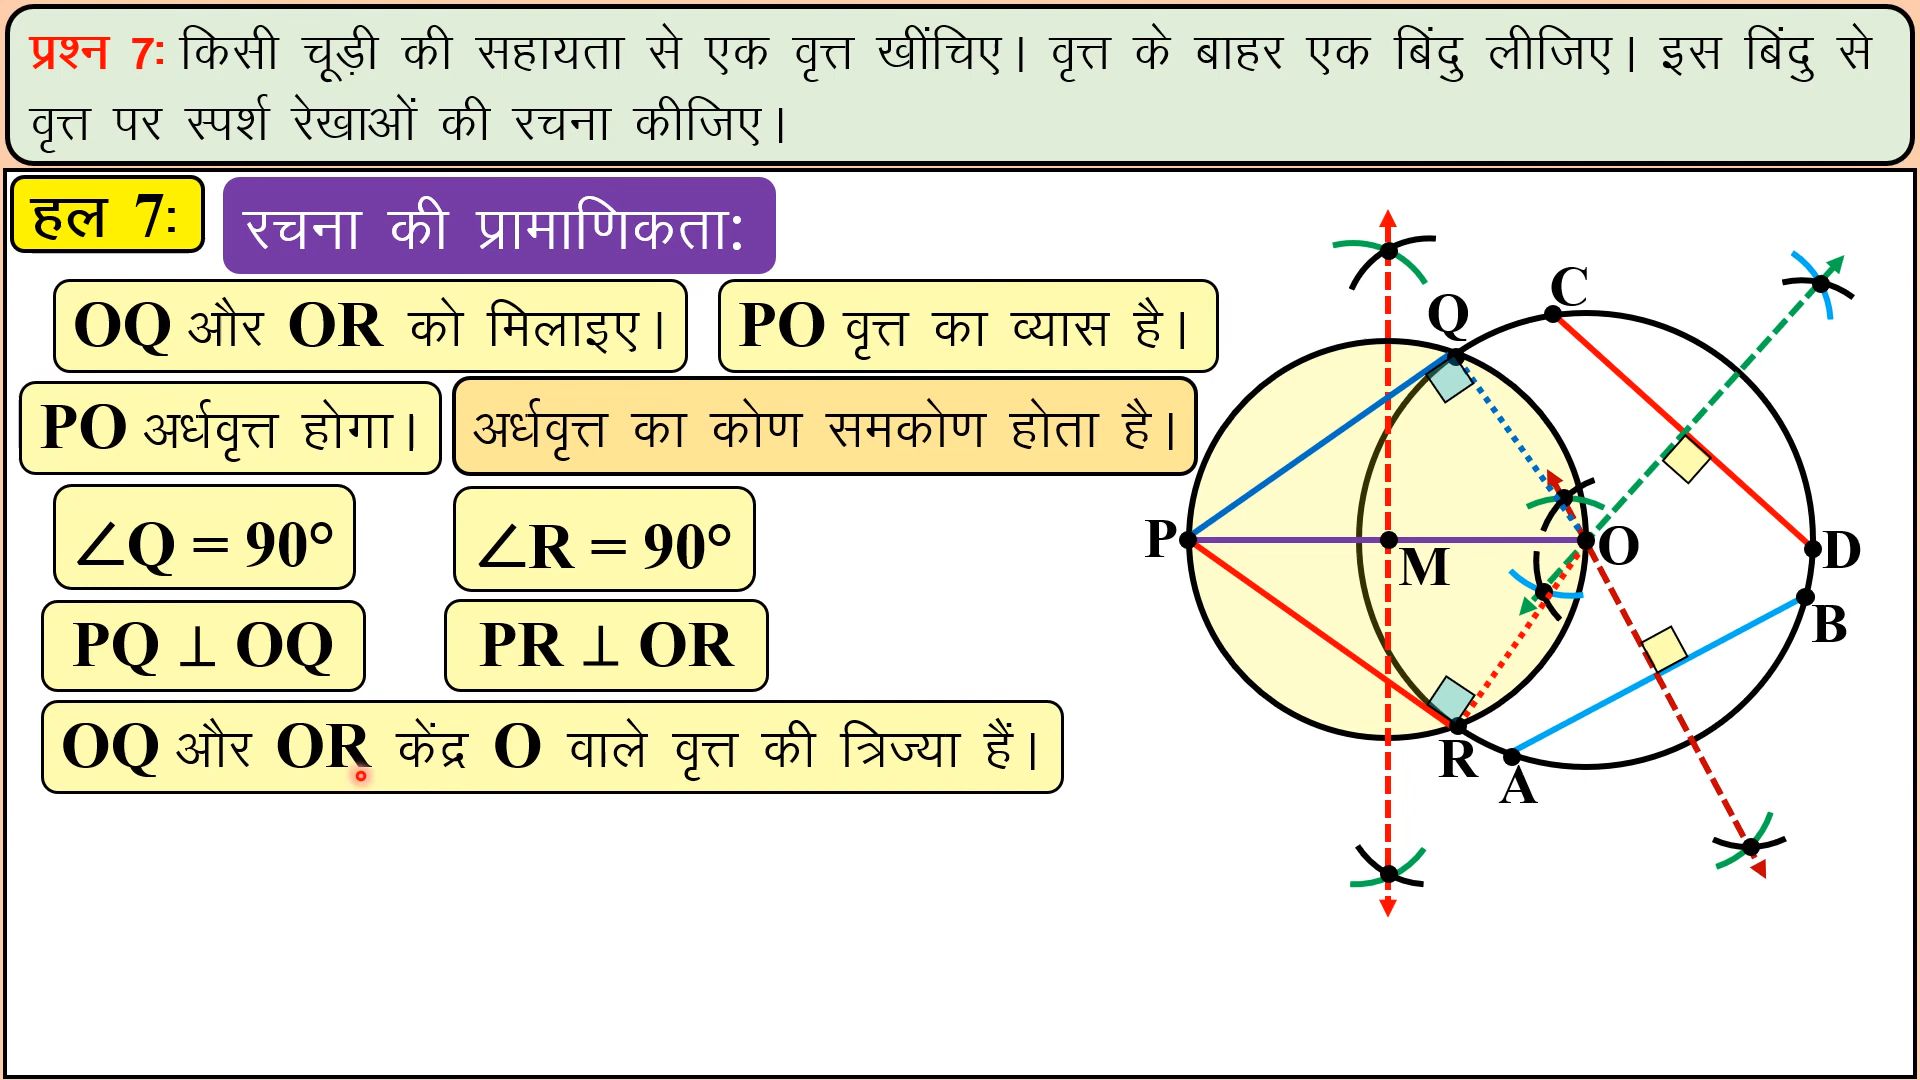 प्रश्न 7: किसी चूड़ी की सहायता से एक वृत्त खींचिए। वृत्त के बाहर एक बिंदु लीजिए। इस बिंदु से
वृत्त पर स्पर्श रेखाओं की रचना कीजिए।
हल 7:
रचना की प्रामाणिकता:
OQ और OR को मिलाइए।
PO वृत्त का व्यास है।
PO अर्धवृत्त होगा।
अर्धवृत्त का कोण समकोण होता है।
∠Q = 90°
∠R = 90°
PQ ⊥ OQ
PR ⊥ OR
OQ और OR केंद्र O वाले वृत्त की त्रिज्या हैं।
C
Q
P
M
O
D
B
R
A